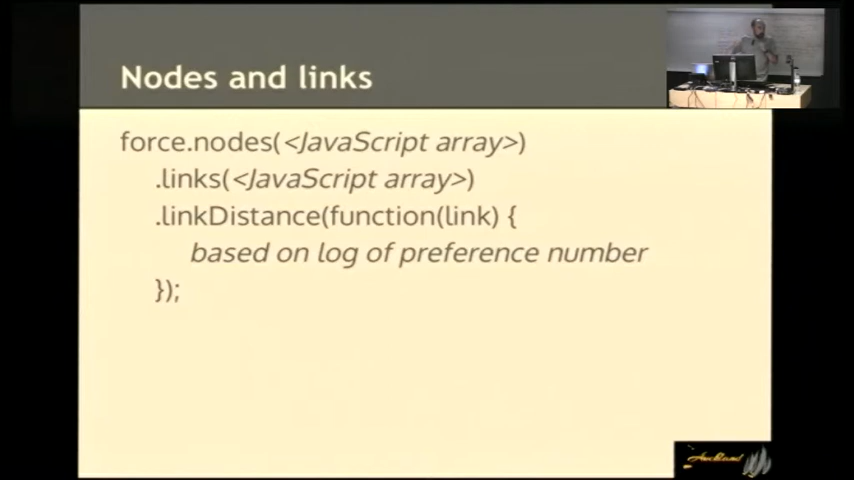 Nodes and links
force.nodes(<JavaScript array>)
.links(<JavaScript array>)
.linkDistance(function(link) {
based on log of preference number
});
Auckland